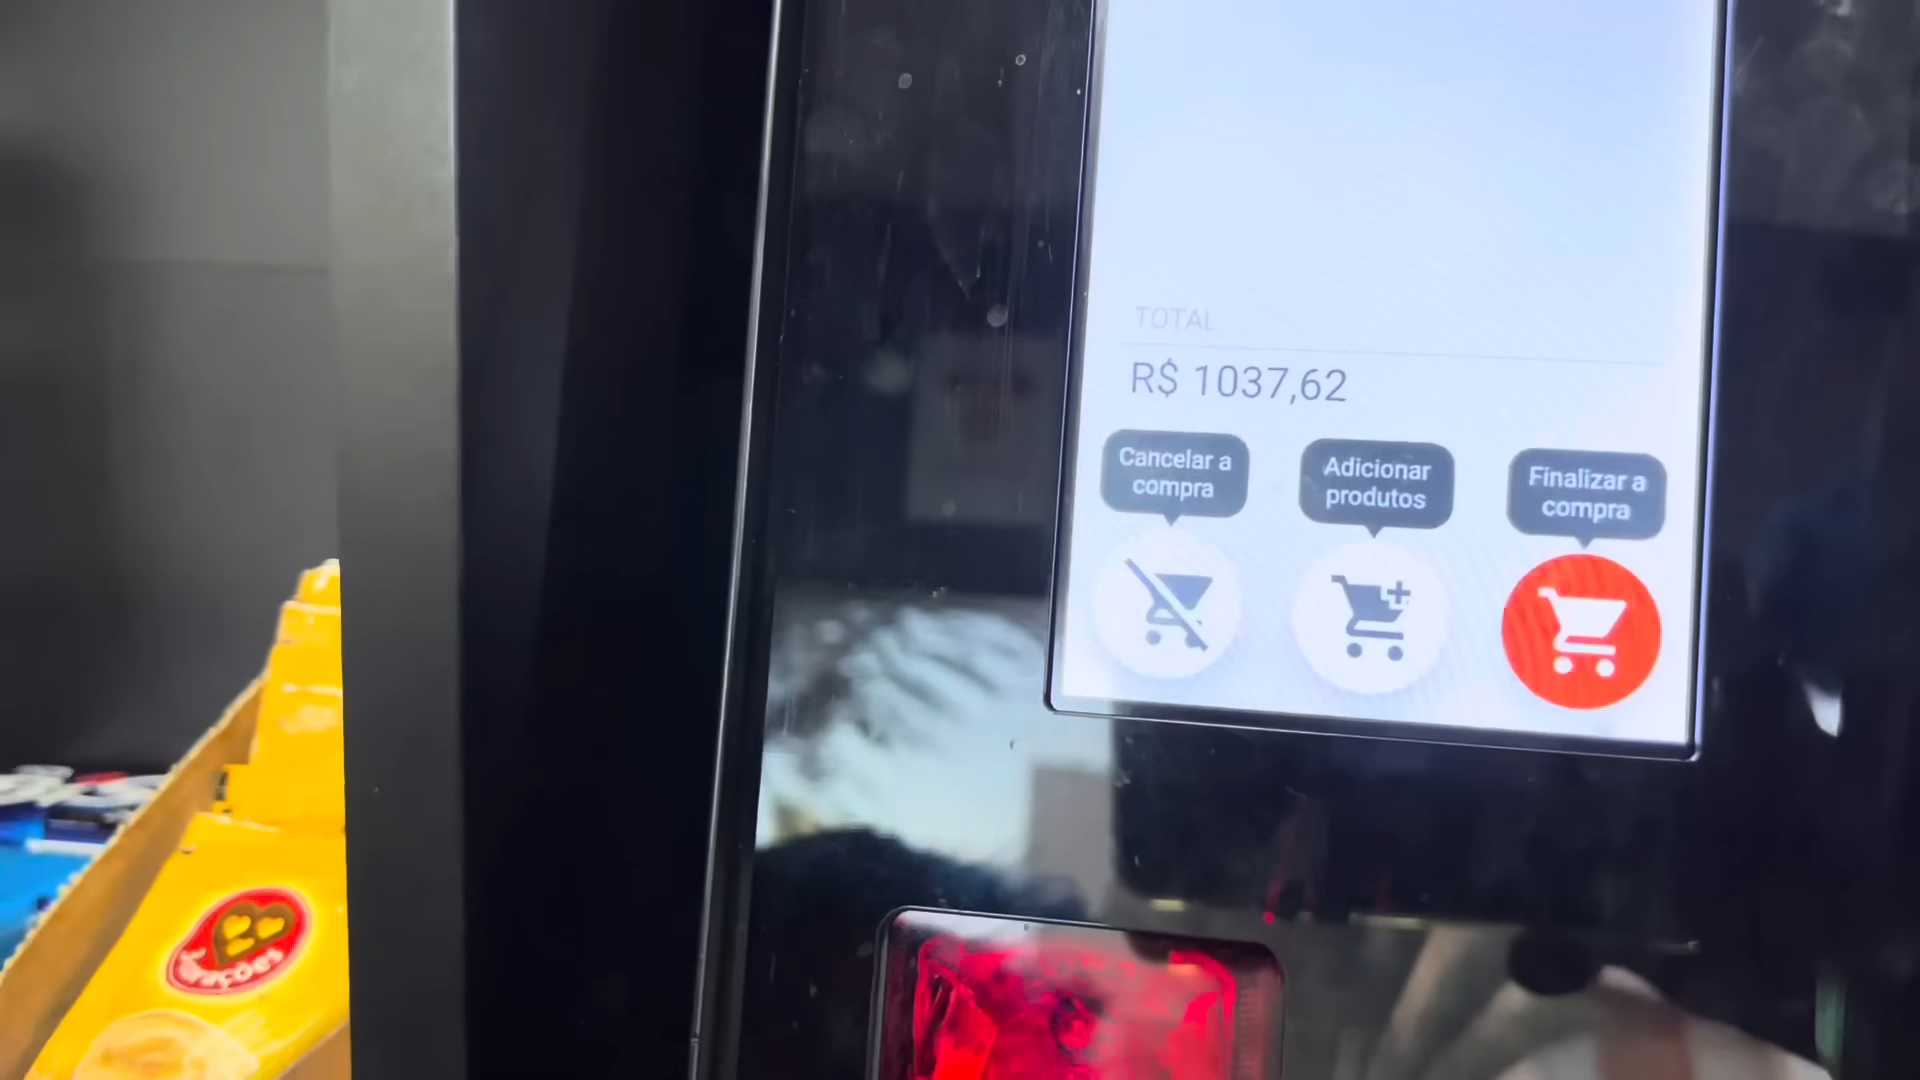 TOTAL
R$ 1037,62
Cancelar a
compra
Adicionar
produtos
Finalizar a
compra